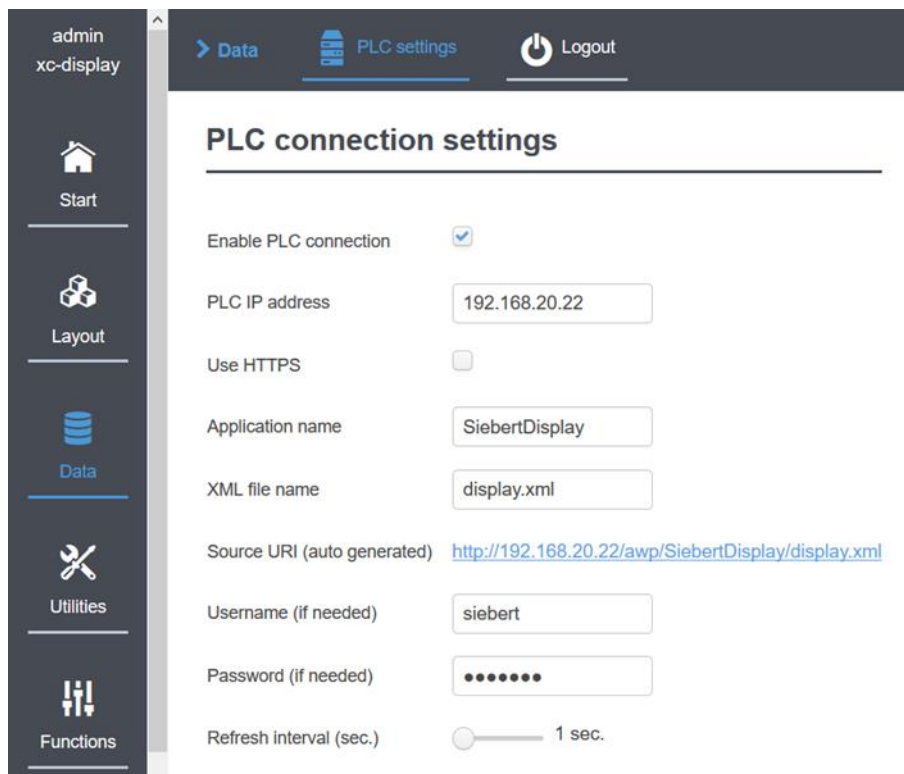 admin
xc-display
Start
Layout
Data
Utilities
Functions
Data
PLC settings
Logout
PLC connection settings
Enable PLC connection
PLC IP address 192.168.20.22
Use HTTPS
Application name SiebertDisplay
XML file name display.xml
Source URI (auto generated) http://192.168.20.22/awp/SiebertDisplay/display.xml
Username (if needed) siebert
Password (if needed) •••••••
Refresh interval (sec.) 1 sec.